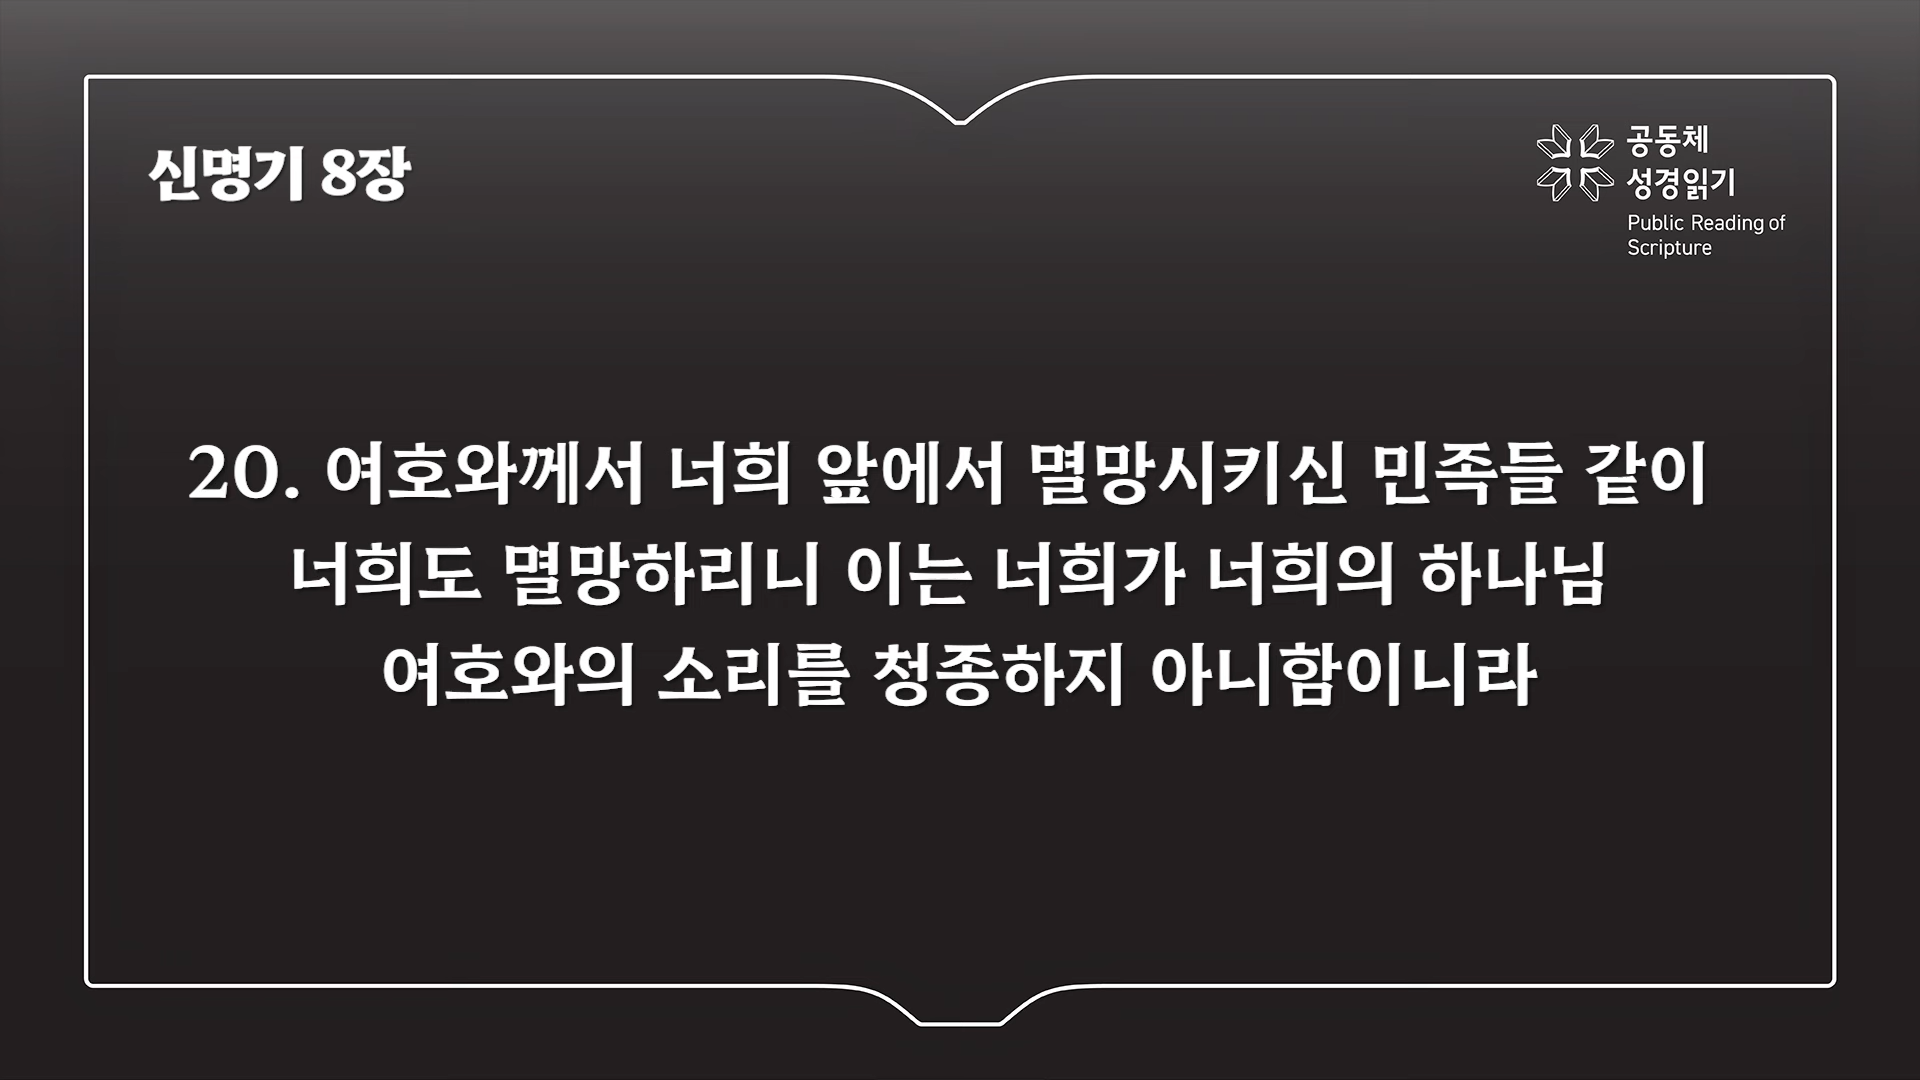 신명기 8장
공동체
성경읽기
Public Reading of
Scripture
20. 여호와께서 너희 앞에서 멸망시키신 민족들 같이
너희도 멸망하리니 이는 너희가 너희의 하나님
여호와의 소리를 청종하지 아니함이니라